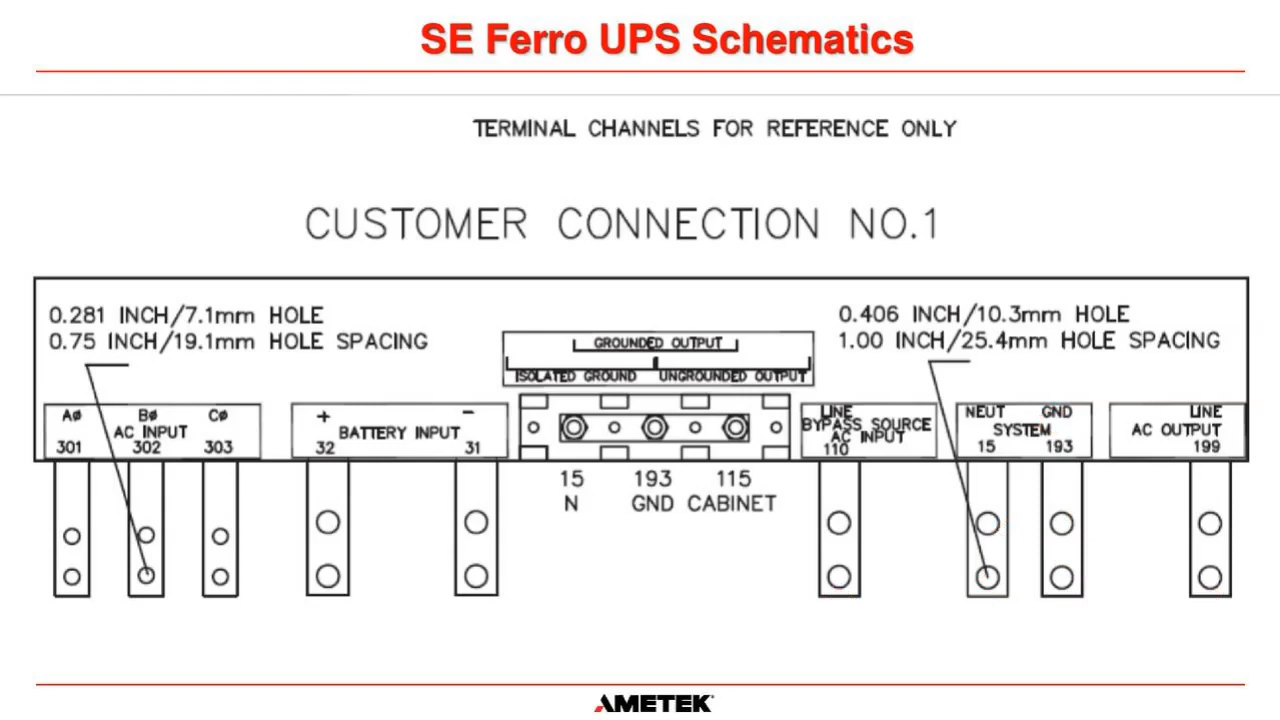 SE Ferro UPS Schematics
TERMINAL CHANNELS FOR REFERENCE ONLY
CUSTOMER CONNECTION NO.1
0.281 INCH/7.1mm HOLE
0.75 INCH/19.1mm HOLE SPACING
0.406 INCH/10.3mm HOLE
1.00 INCH/25.4mm HOLE SPACING
GROUNDED OUTPUT
ISOLATED GROUND UNGROUNDED OUTPUT
AØ BØ CØ
AC INPUT
301 302 303
+ −
BATTERY INPUT
32 31
15 193 115
N GND CABINET
LINE
BYPASS SOURCE
AC INPUT
110
NEUT GND
SYSTEM
15 193
LINE
AC OUTPUT
199
AMETEK®